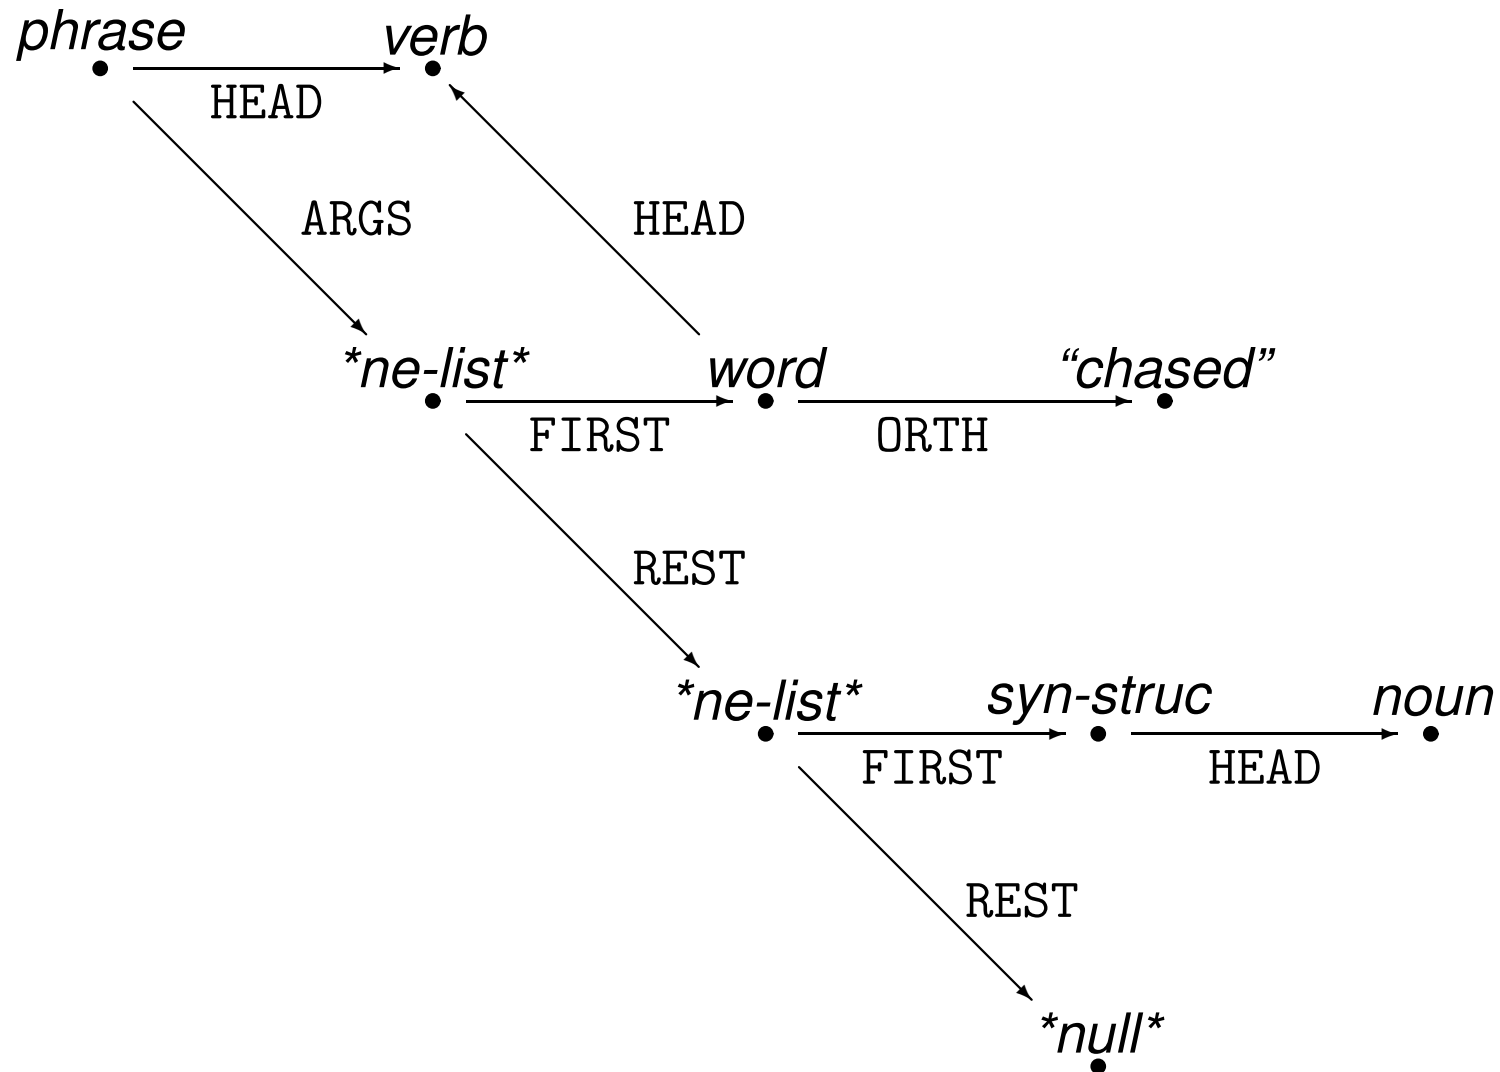 phrase verb
HEAD
ARGS HEAD
*ne-list* word “chased”
FIRST ORTH
REST
*ne-list* syn-struc noun
FIRST HEAD
REST
*null*